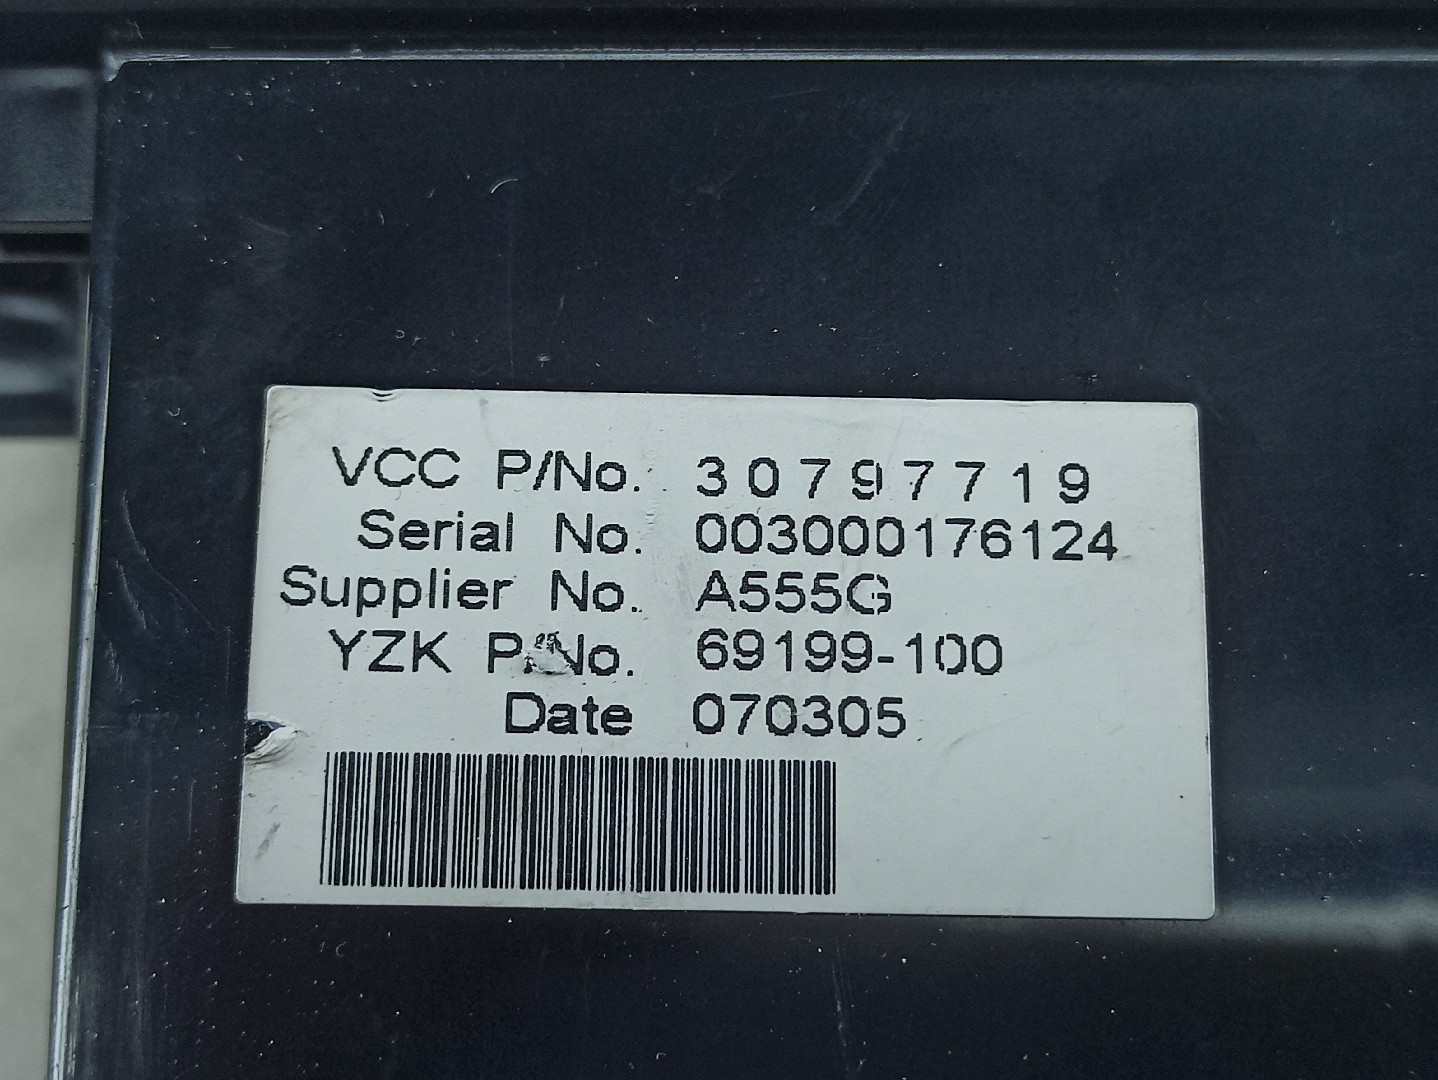 VCC P/No. 30797719
Serial No. 003000176124
Supplier No. A555G
YZK P/No. 69199-100
Date 070305